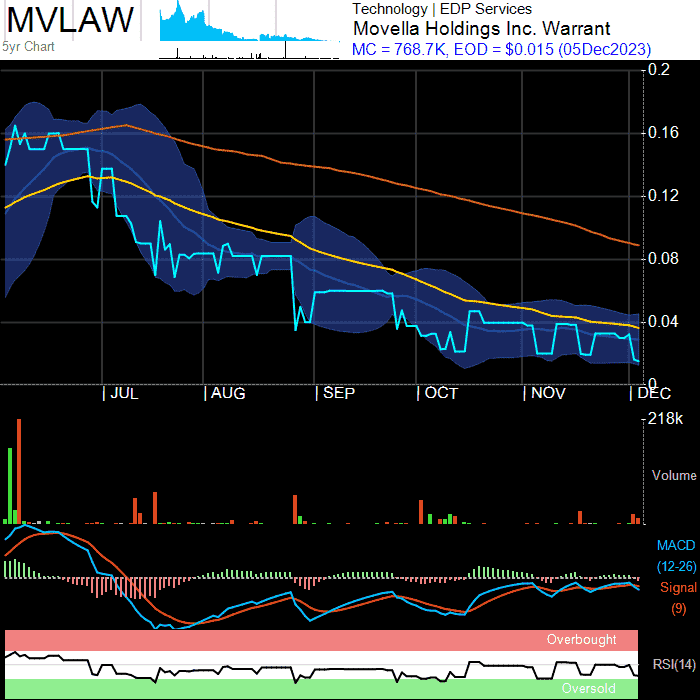 MVLAW
5yr Chart
Technology | EDP Services
Movella Holdings Inc. Warrant
MC = 768.7K, EOD = $0.015 (05Dec2023)
0.2
0.16
0.12
0.08
0.04
0
| JUL | AUG | SEP | OCT | NOV | DEC
218k
Volume
MACD
(12-26)
Signal
(9)
Overbought
RSI(14)
Oversold